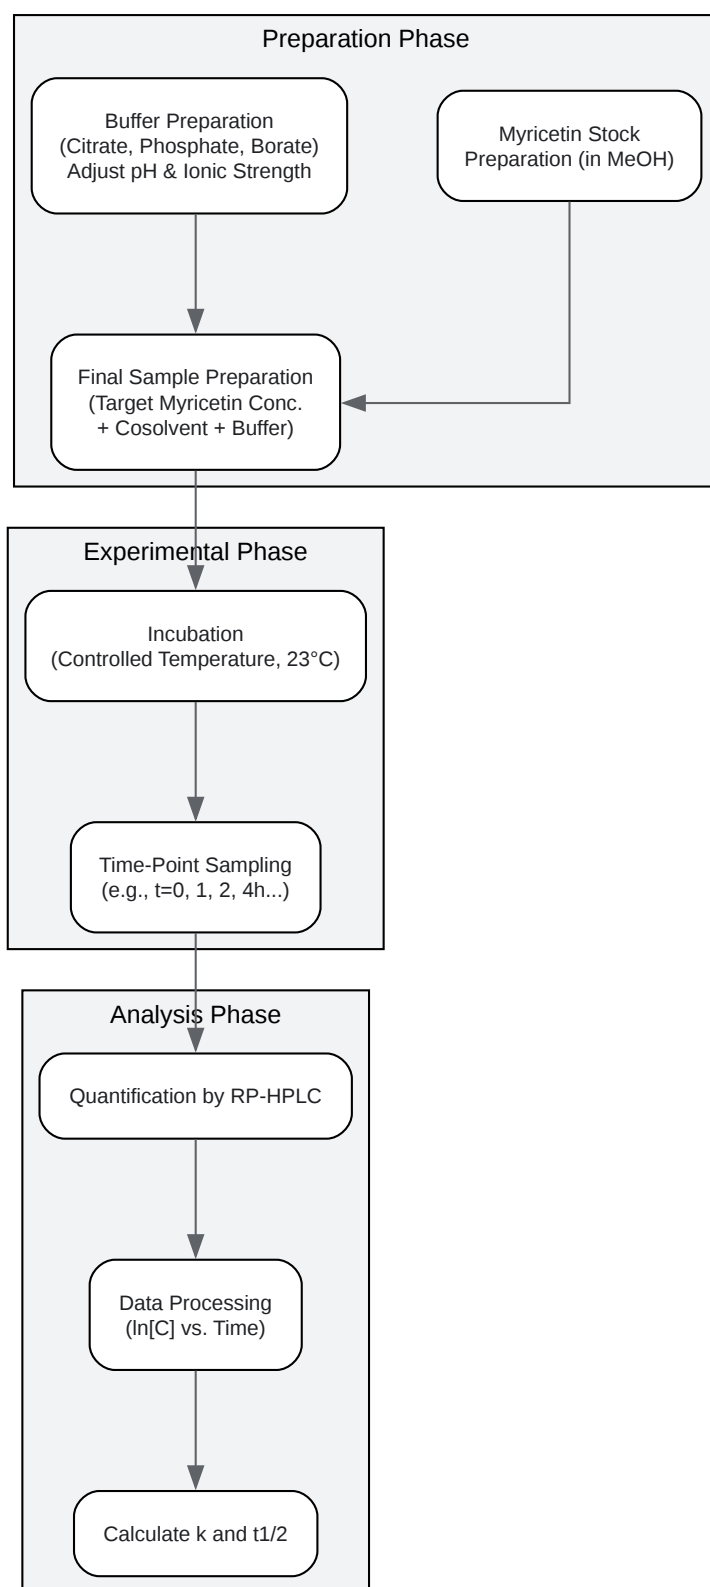 Preparation Phase
Buffer Preparation
(Citrate, Phosphate, Borate)
Adjust pH & Ionic Strength
Myricetin Stock
Preparation (in MeOH)
Final Sample Preparation
(Target Myricetin Conc.
+ Cosolvent + Buffer)
Experimental Phase
Incubation
(Controlled Temperature, 23°C)
Time-Point Sampling
(e.g., t=0, 1, 2, 4h...)
Analysis Phase
Quantification by RP-HPLC
Data Processing
(ln[C] vs. Time)
Calculate k and t1/2